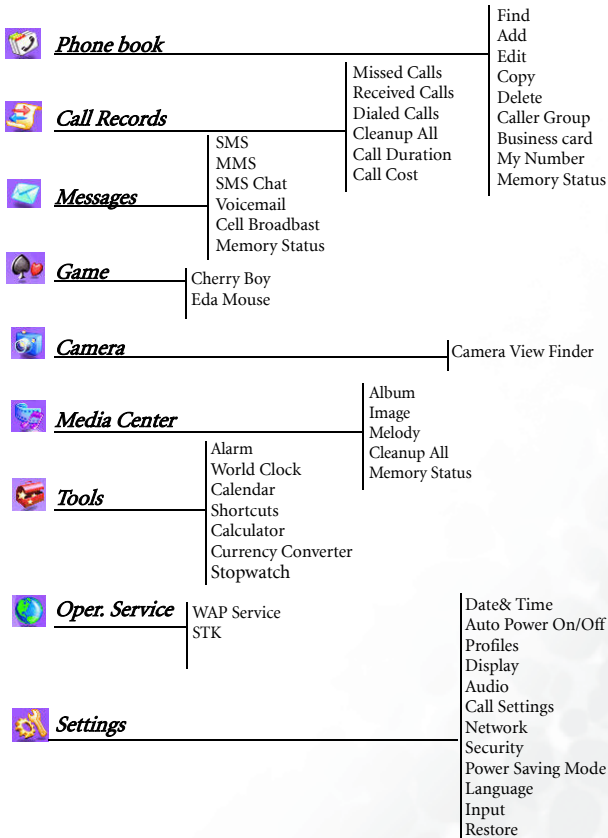 Phone book
Find
Add
Edit
Copy
Delete
Caller Group
Business card
My Number
Memory Status
Call Records
Missed Calls
Received Calls
Dialed Calls
Cleanup All
Call Duration
Call Cost
Messages
SMS
MMS
SMS Chat
Voicemail
Cell Broadbast
Memory Status
Game
Cherry Boy
Eda Mouse
Camera
Camera View Finder
Media Center
Album
Image
Melody
Cleanup All
Memory Status
Tools
Alarm
World Clock
Calendar
Shortcuts
Calculator
Currency Converter
Stopwatch
Oper. Service
WAP Service
STK
Settings
Date& Time
Auto Power On/Off
Profiles
Display
Audio
Call Settings
Network
Security
Power Saving Mode
Language
Input
Restore